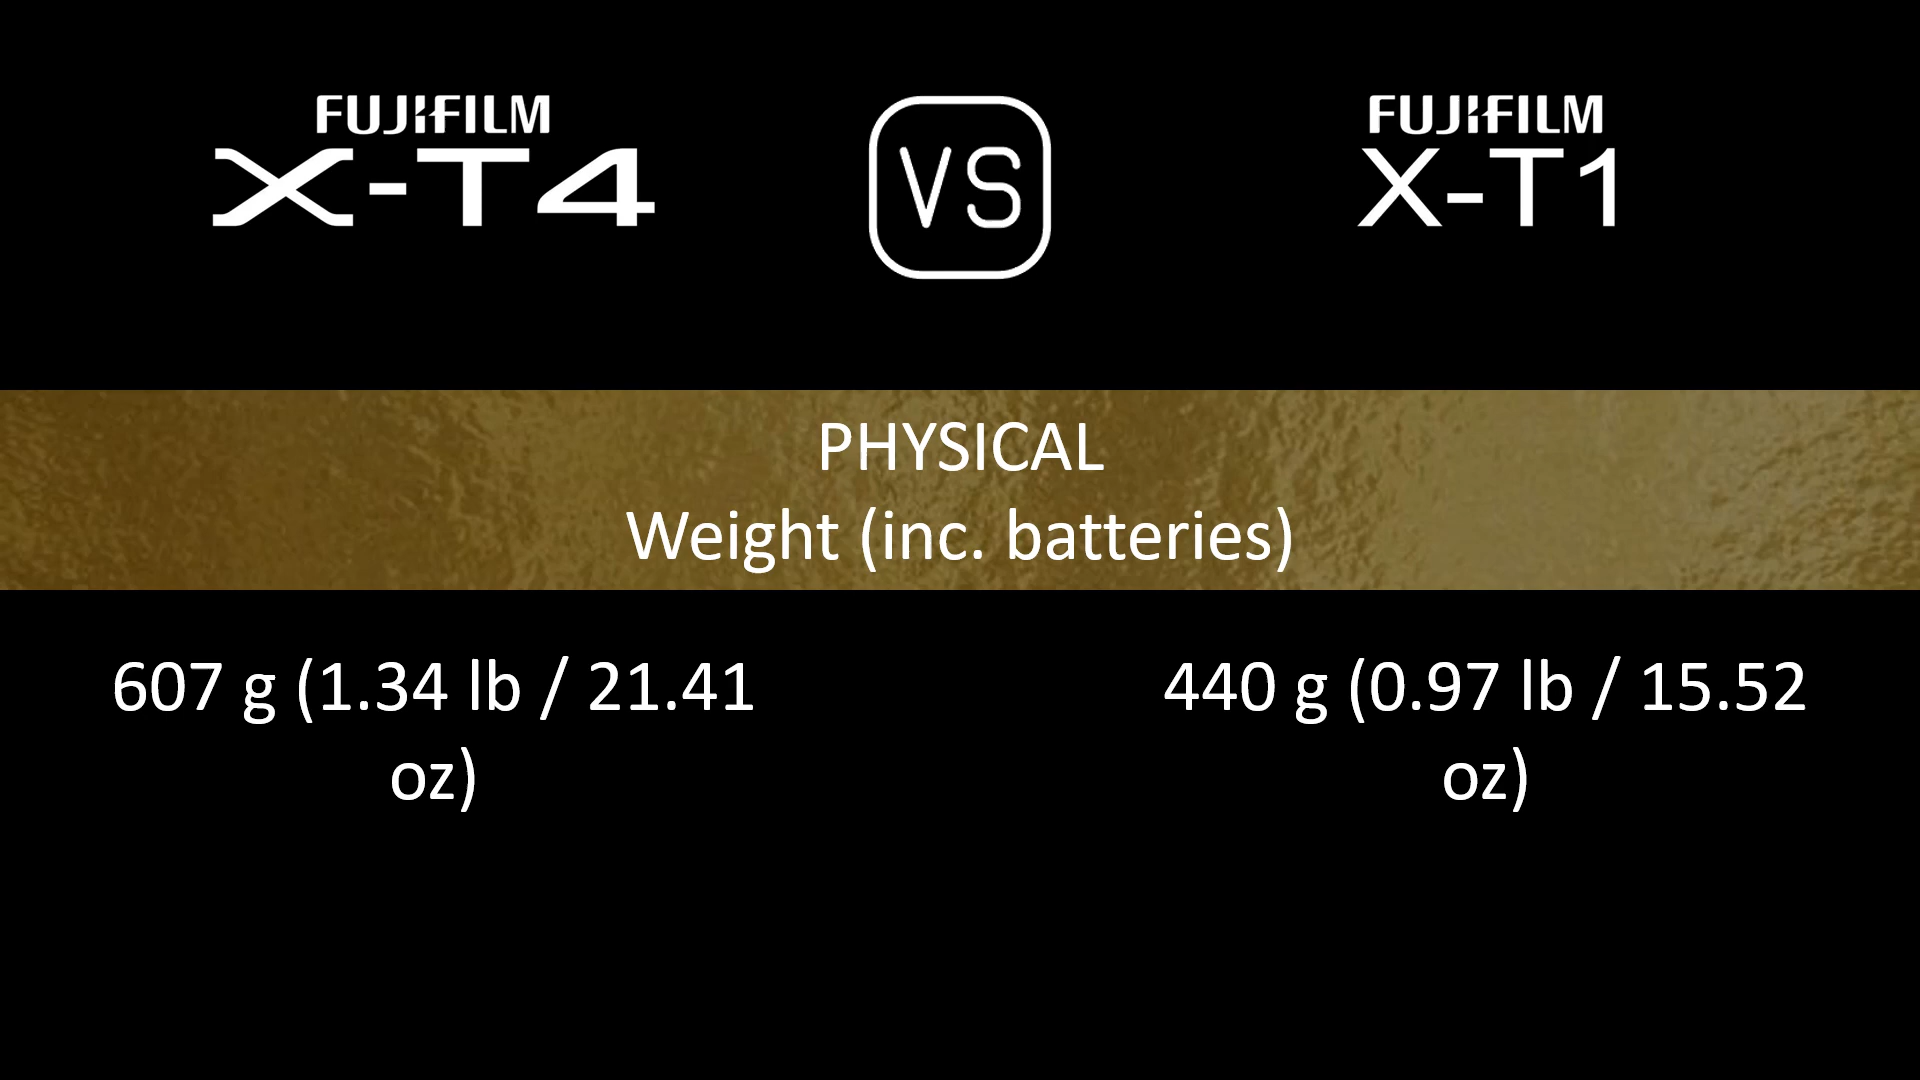 FUJIFILM
X-T4
VS
FUJIFILM
X-T1
PHYSICAL
Weight (inc. batteries)
607 g (1.34 lb / 21.41
oz)
440 g (0.97 lb / 15.52
oz)